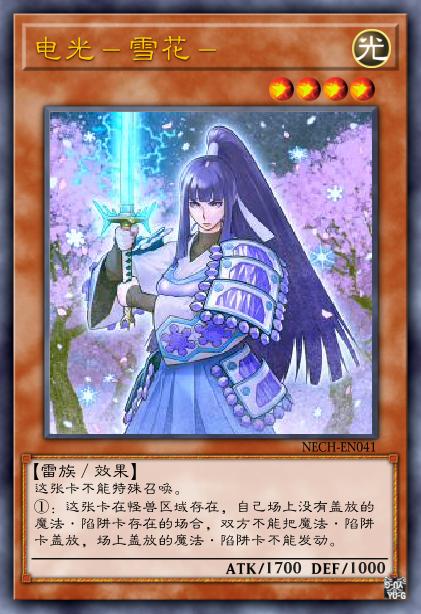 电光－雪花－
光
NECH-EN041
【雷族／效果】
这张卡不能特殊召唤。
①：这张卡在怪兽区域存在，自己场上没有盖放的
魔法·陷阱卡存在的场合，双方不能把魔法·陷阱
卡盖放，场上盖放的魔法·陷阱卡不能发动。
ATK/1700 DEF/1000